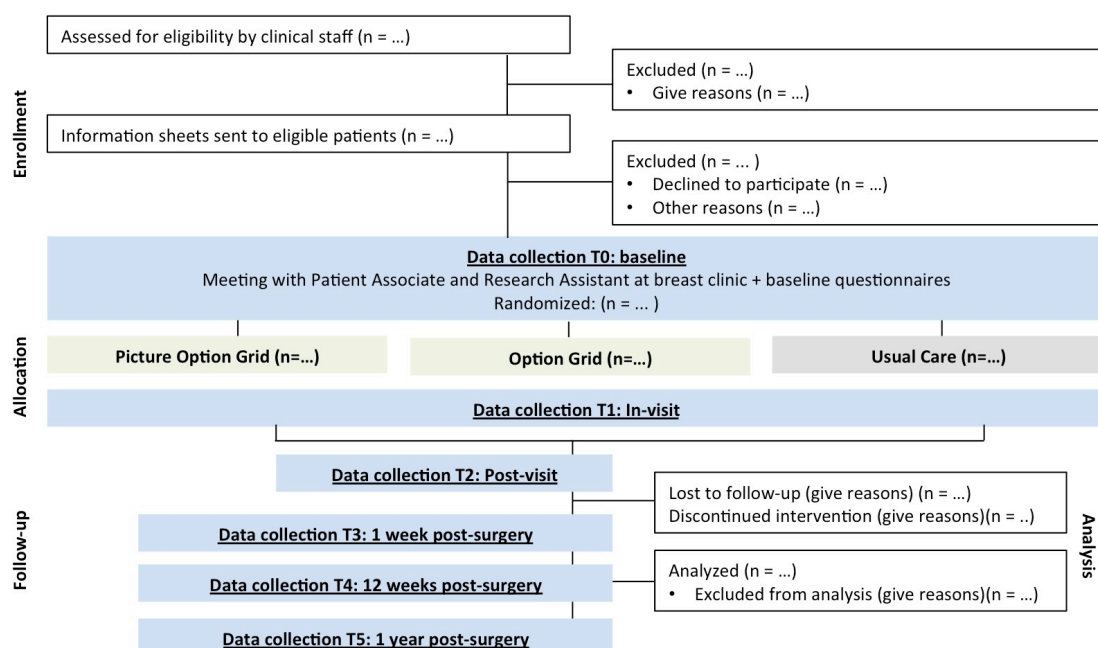 Assessed for eligibility by clinical staff (n = …)
Excluded (n = …)
• Give reasons (n = …)
Enrollment
Information sheets sent to eligible patients (n = …)
Excluded (n = ... )
• Declined to participate (n = …)
• Other reasons (n = …)
Data collection T0: baseline
Meeting with Patient Associate and Research Assistant at breast clinic + baseline questionnaires
Randomized: (n = ... )
Allocation
Picture Option Grid (n=…)
Option Grid (n=…)
Usual Care (n=…)
Data collection T1: In-visit
Follow-up
Data collection T2: Post-visit
Lost to follow-up (give reasons) (n = …)
Discontinued intervention (give reasons)(n = ..)
Data collection T3: 1 week post-surgery
Analysis
Data collection T4: 12 weeks post-surgery
Analyzed (n = …)
• Excluded from analysis (give reasons)(n = …)
Data collection T5: 1 year post-surgery